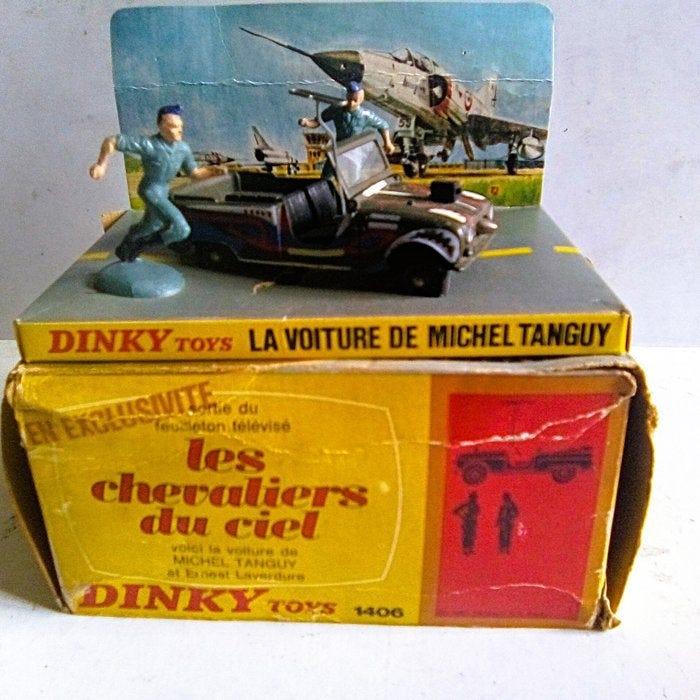 DINKY TOYS LA VOITURE DE MICHEL TANGUY
EN EXCLUSIVITE
sortie du
feuilleton télévisé
les
chevaliers
du ciel
voici la voiture de
MICHEL TANGUY
et Ernest Laverdure
DINKY TOYS 1406